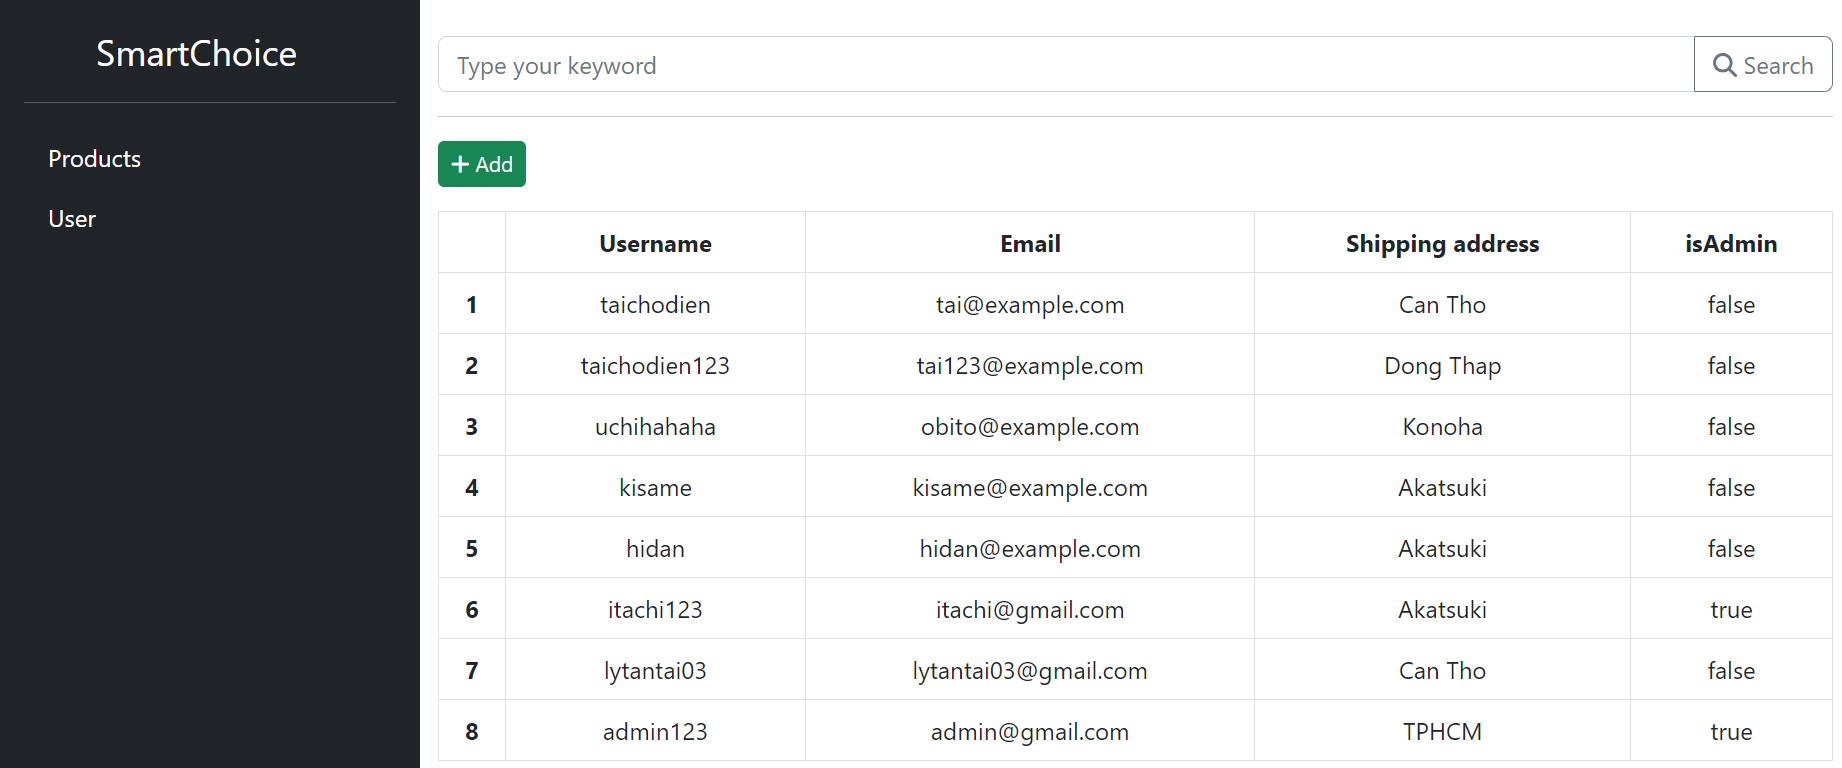 SmartChoice
Products
User
Type your keyword
Search
Add
Username Email Shipping address isAdmin
1 taichodien tai@example.com Can Tho false
2 taichodien123 tai123@example.com Dong Thap false
3 uchihahaha obito@example.com Konoha false
4 kisame kisame@example.com Akatsuki false
5 hidan hidan@example.com Akatsuki false
6 itachi123 itachi@gmail.com Akatsuki true
7 lytantai03 lytantai03@gmail.com Can Tho false
8 admin123 admin@gmail.com TPHCM true